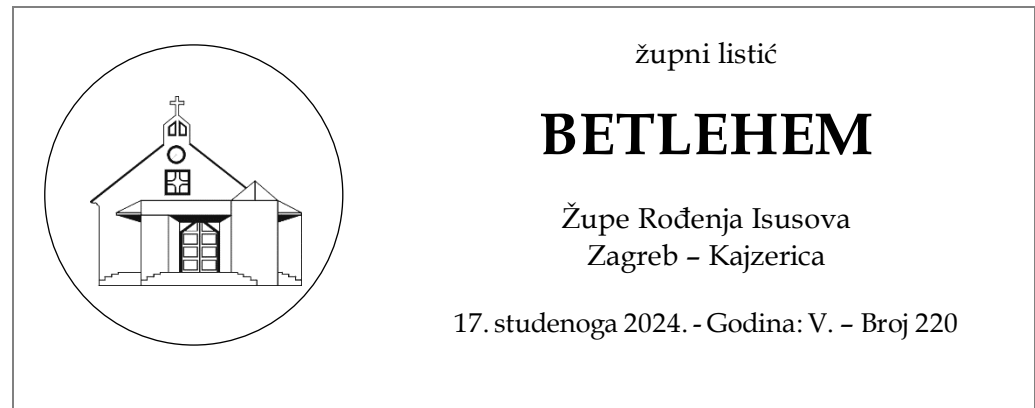 župni listić
BETLEHEM
Župe Rođenja Isusova
Zagreb – Kajzerica
17. studenoga 2024. - Godina: V. – Broj 220